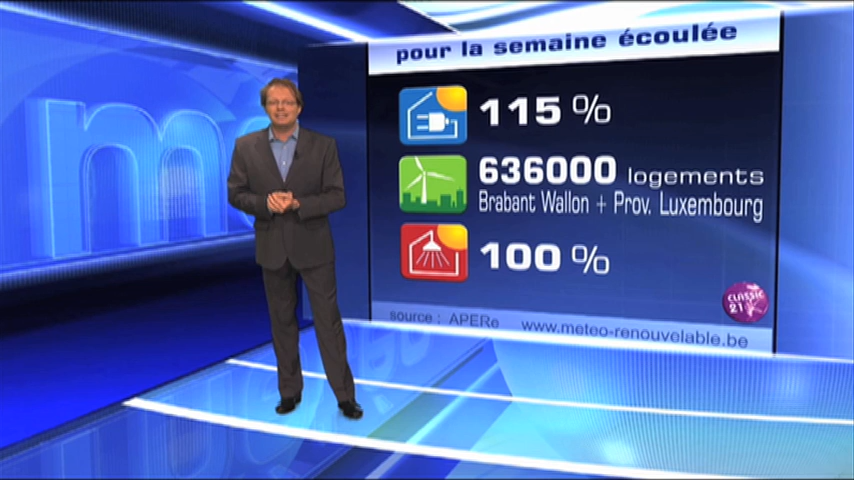 pour la semaine écoulée
115 %
636000 logements
Brabant Wallon + Prov. Luxembourg
100 %
CLASSIC
21
source : APERe www.meteo-renouvelable.be